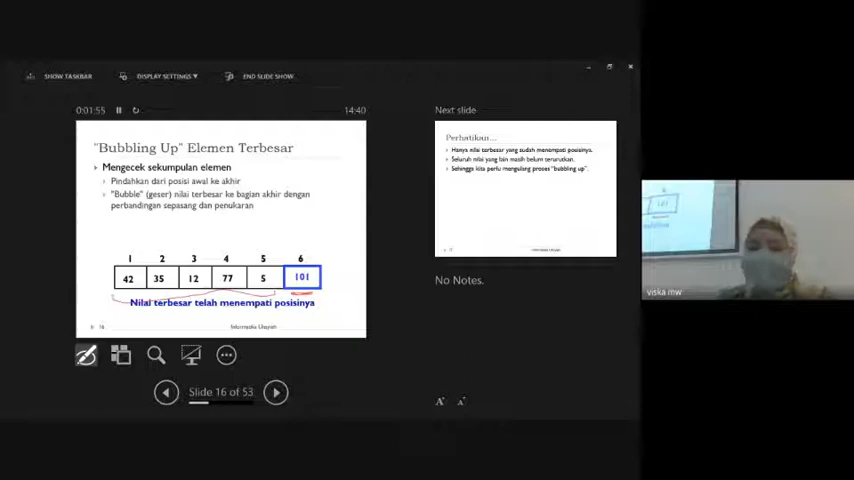 SHOW TASKBAR
DISPLAY SETTINGS ▼
END SLIDE SHOW
0:01:55
14:40
"Bubbling Up" Elemen Terbesar
Mengecek sekumpulan elemen
Pindahkan dari posisi awal ke akhir
"Bubble" (geser) nilai terbesar ke bagian akhir dengan
perbandingan sepasang dan penukaran
1 2 3 4 5 6
42 35 12 77 5 101
Nilai terbesar telah menempati posisinya
16
Slide 16 of 53
Next slide
Perhatikan...
Hanya nilai terbesar yang sudah menempati posisinya.
Seluruh nilai yang lain masih belum terurutkan.
Sehingga kita perlu mengulang proses "bubbling up".
No Notes.
A A
101
viska mw